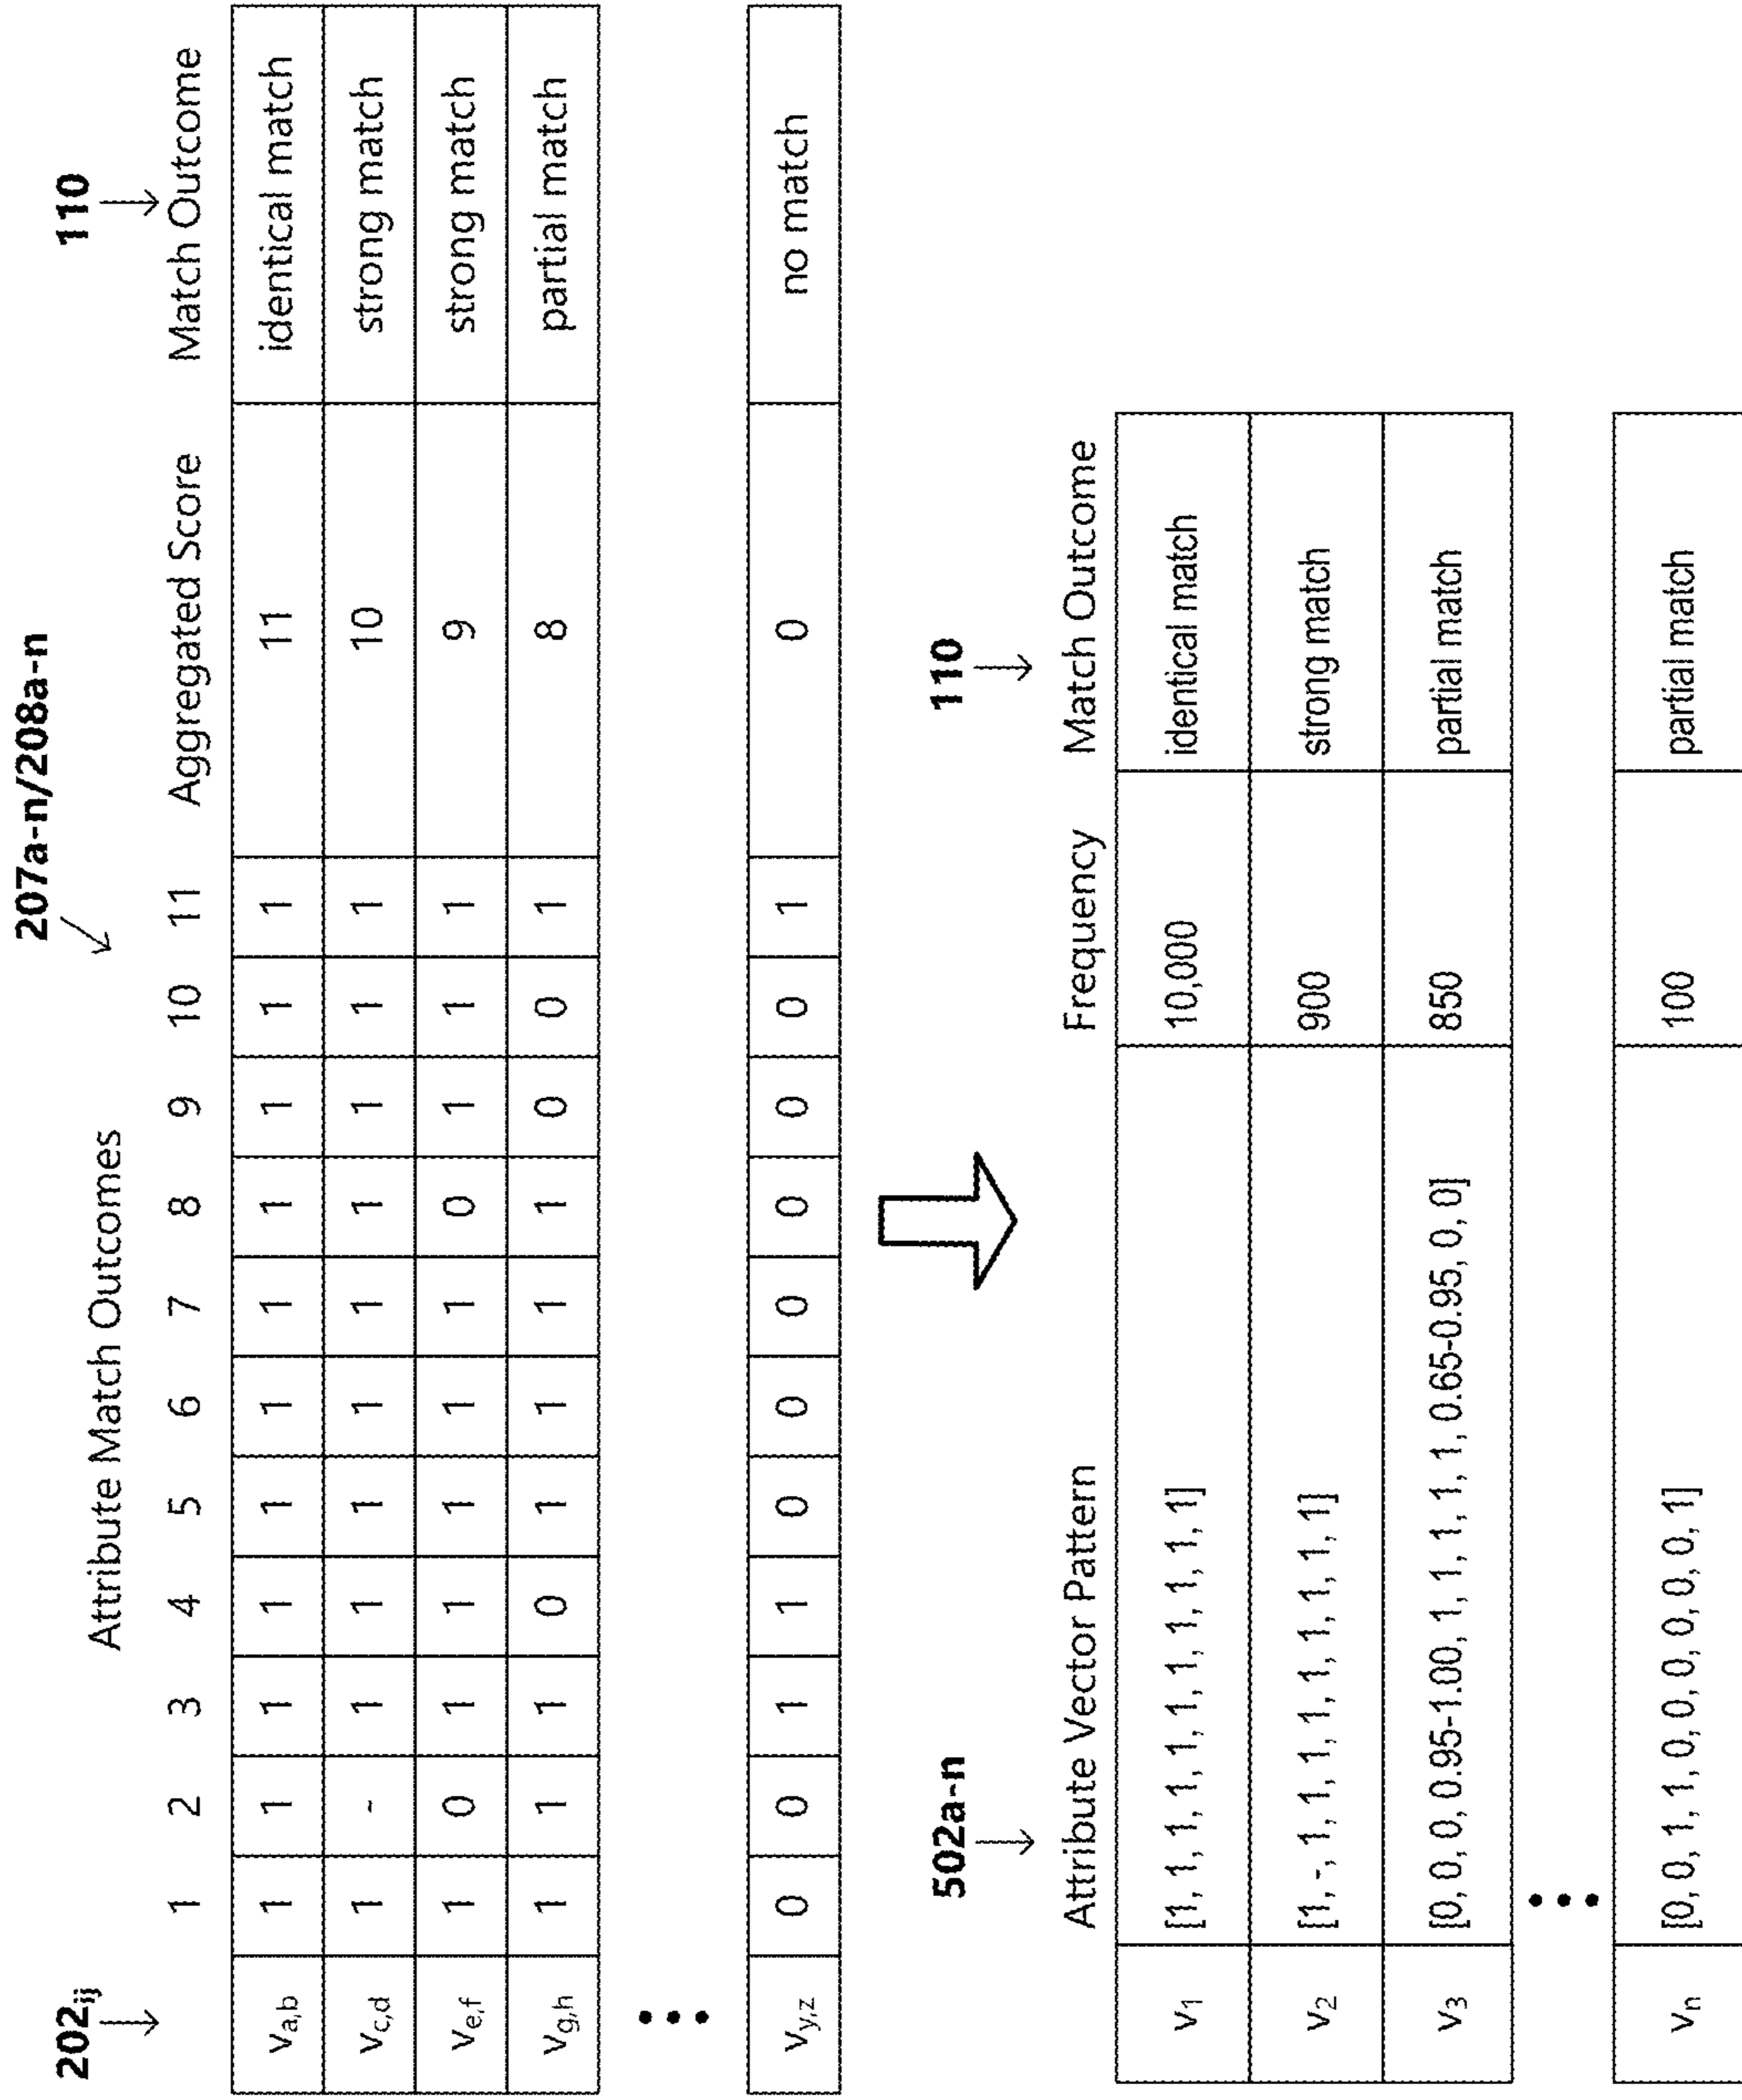 207a-n/208a-n
202ij 110
Attribute Match Outcomes
1 2 3 4 5 6 7 8 9 10 11 Aggregated Score Match Outcome
va,b 1 1 1 1 1 1 1 1 1 1 1 11 identical match
vc,d 1 - 1 1 1 1 1 1 1 1 1 10 strong match
ve,f 1 0 1 1 1 1 1 0 1 1 1 9 strong match
vg,h 1 1 1 0 1 1 1 1 0 0 1 8 partial match
vy,z 0 0 1 1 0 0 0 0 0 0 1 0 no match
502a-n 110
Attribute Vector Pattern Frequency Match Outcome
v1 [1, 1, 1, 1, 1, 1, 1, 1, 1, 1, 1] 10,000 identical match
v2 [1, -, 1, 1, 1, 1, 1, 1, 1, 1, 1] 900 strong match
v3 [0, 0, 0, 0.95-1.00, 1, 1, 1, 1, 1, 1, 0.65-0.95, 0, 0] 850 partial match
vn [0, 0, 1, 1, 0, 0, 0, 0, 0, 0, 1] 100 partial match